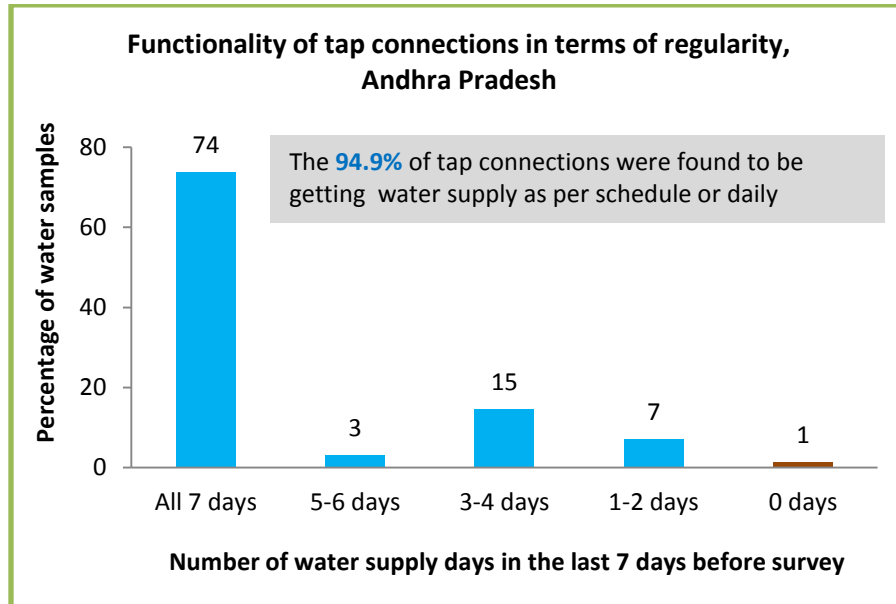 Functionality of tap connections in terms of regularity,
Andhra Pradesh
Percentage of water samples
80
60
40
20
0
The 94.9% of tap connections were found to be
getting water supply as per schedule or daily
74
3
15
7
1
All 7 days
5-6 days
3-4 days
1-2 days
0 days
Number of water supply days in the last 7 days before survey